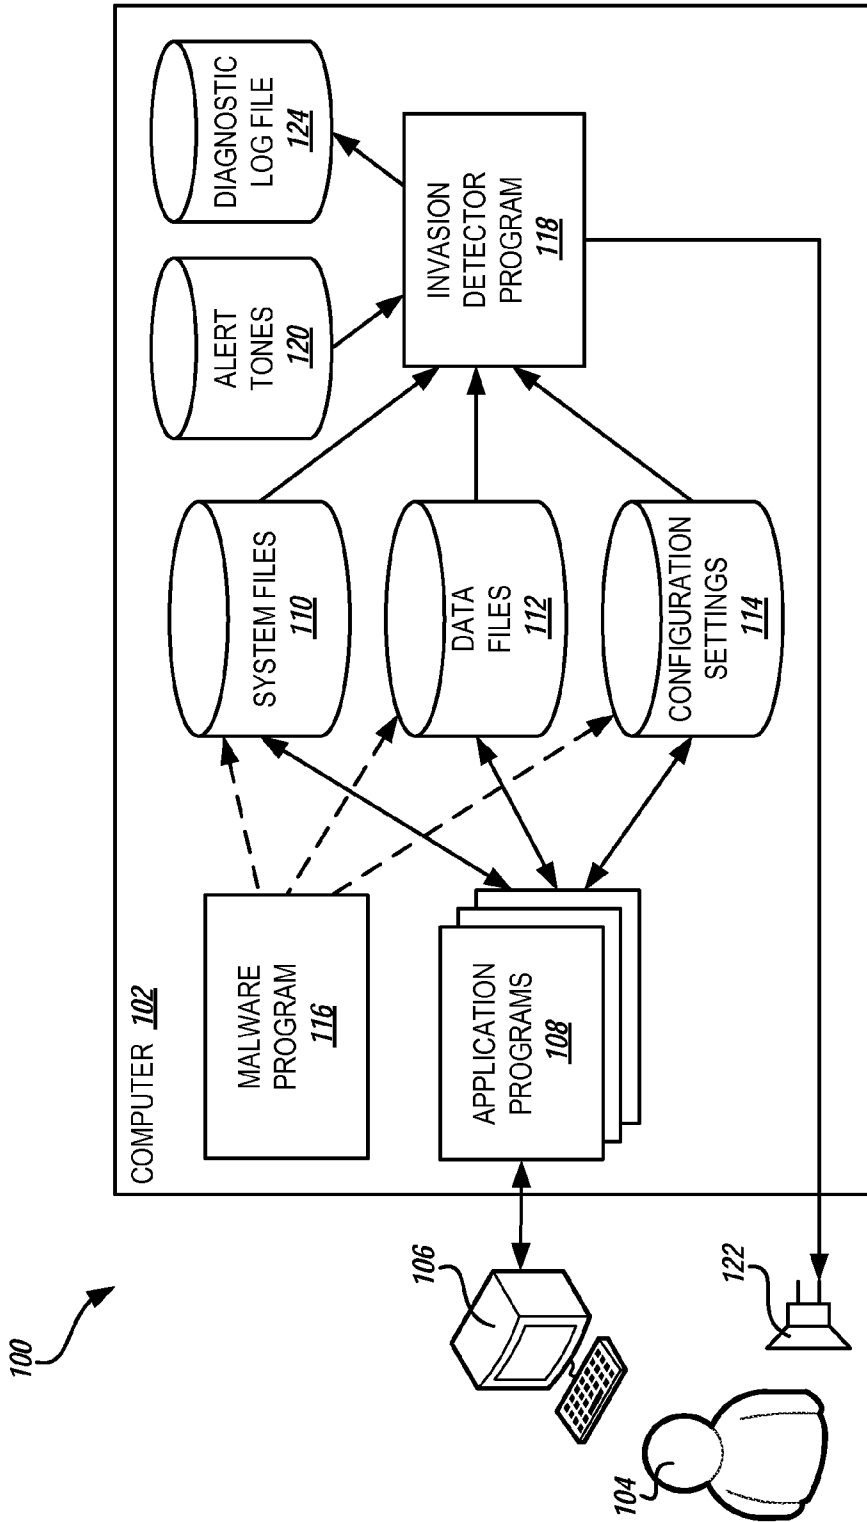 100
COMPUTER 102
MALWARE
PROGRAM
116
SYSTEM FILES
110
ALERT
TONES
120
DIAGNOSTIC
LOG FILE
124
106
APPLICATION
PROGRAMS
108
DATA
FILES
112
INVASION
DETECTOR
PROGRAM
118
CONFIGURATION
SETTINGS
114
104
122